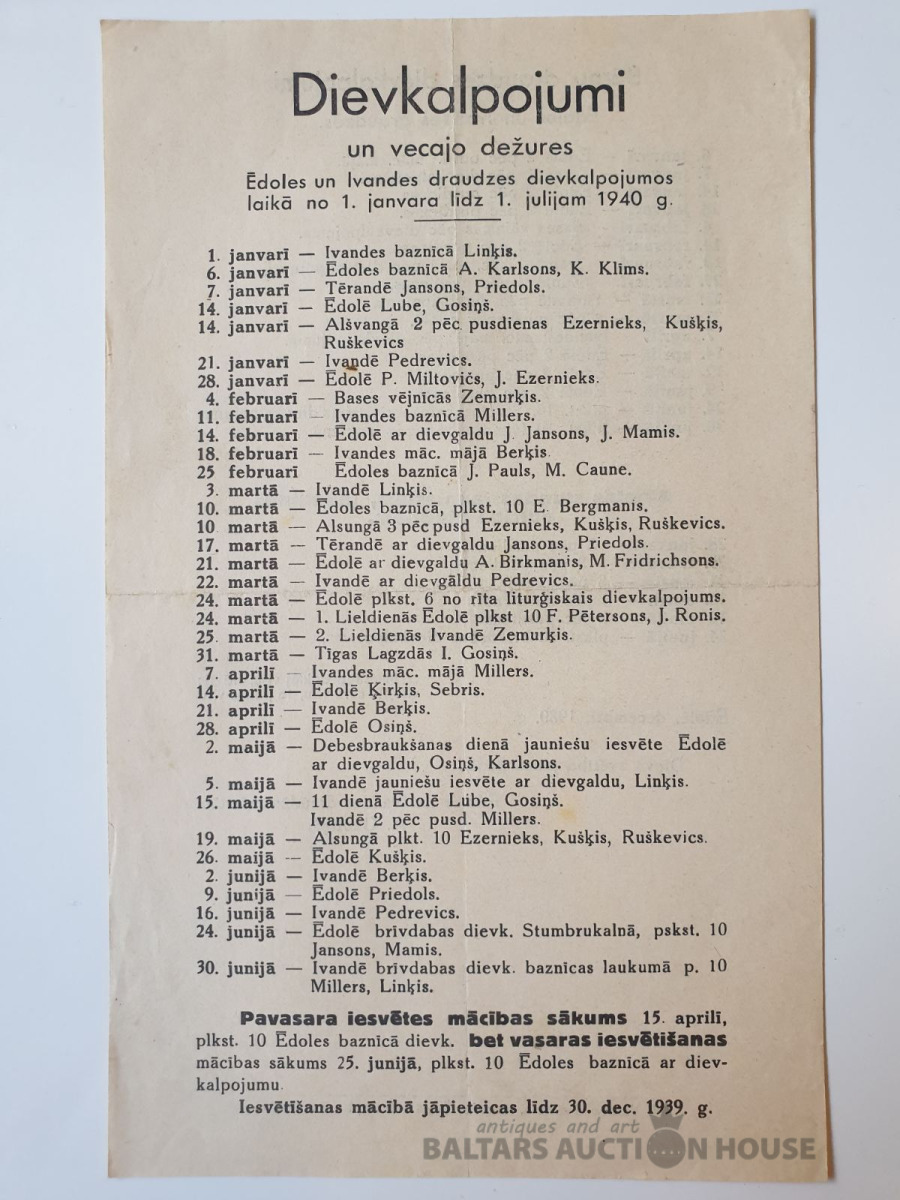 Dievkalpojumi
un vecajo dežures
Ēdoles un Ivandes draudzes dievkalpojumos
laikā no 1. janvara līdz 1. julijam 1940 g.
1. janvarī — Ivandes baznīcā Linķis.
6. janvarī — Ēdoles baznīcā A. Karlsons, K. Klīms.
7. janvarī — Tērandē Jansons, Priedols.
14. janvarī — Ēdolē Lube, Gosiņš.
14. janvarī — Alšvangā 2 pēc pusdienas Ezernieks, Kušķis,
Ruškevics
21. janvarī — Ivandē Pedrevics.
28. janvarī — Ēdolē P. Miltovičs, J. Ezernieks.
4. februarī — Bases vējnīcās Zemurķis.
11. februarī — Ivandes baznīcā Millers.
14. februarī — Ēdolē ar dievgaldu J. Jansons, J. Mamis.
18. februarī — Ivandes māc. mājā Berķis
25 februarī Ēdoles baznīcā J. Pauls, M. Caune.
3. martā — Ivandē Linķis.
10. martā — Ēdoles baznīcā, plkst. 10 E. Bergmanis.
10 martā — Alsungā 3 pēc pusd Ezernieks, Kušķis, Ruškevics.
17. martā — Tērandē ar dievgaldu Jansons, Priedols.
21. martā — Ēdolē ar dievgaldu A. Birkmanis, M. Fridrichsons.
22. martā — Ivandē ar dievgāldu Pedrevics.
24. martā — Ēdolē plkst. 6 no rīta liturģiskais dievkalpojums.
24. martā — 1. Lieldienās Ēdolē plkst 10 F. Pētersons, J. Ronis.
25. martā — 2. Lieldienās Ivandē Zemurķis.
31. martā — Tīgas Lagzdās I. Gosiņš.
7. aprilī — Ivandes māc. mājā Millers.
14. aprilī — Ēdolē Ķirķis, Sebris.
21. aprilī — Ivandē Berķis.
28. aprilī — Ēdolē Osiņš.
2. maijā — Debesbraukšanas dienā jauniešu iesvēte Ēdolē
ar dievgaldu, Osiņš, Karlsons.
5. maijā — Ivandē jauniešu iesvēte ar dievgaldu, Linķis.
15. maijā — 11 dienā Ēdolē Lube, Gosiņš.
Ivandē 2 pēc pusd. Millers.
19. maijā — Alsungā plkt. 10 Ezernieks, Kušķis, Ruškevics.
26. maijā — Ēdolē Kušķis.
2. junijā — Ivandē Berķis.
9. junijā — Ēdolē Priedols.
16. junijā — Ivandē Pedrevics.
24. junijā — Ēdolē brīvdabas dievk. Stumbrukalnā, pskst. 10
Jansons, Mamis.
30. junijā — Ivandē brīvdabas dievk. baznīcas laukumā p. 10
Millers, Linķis.
Pavasara iesvētes mācības sākums 15. aprilī,
plkst. 10 Ēdoles baznīcā dievk. bet vasaras iesvētīšanas
mācības sākums 25. junijā, plkst. 10 Ēdoles baznīcā ar diev-
kalpojumu.
Iesvētīšanas mācībā jāpieteicas līdz 30. dec. 1939. g.
antiques and art
BALTARS AUCTION HOUSE